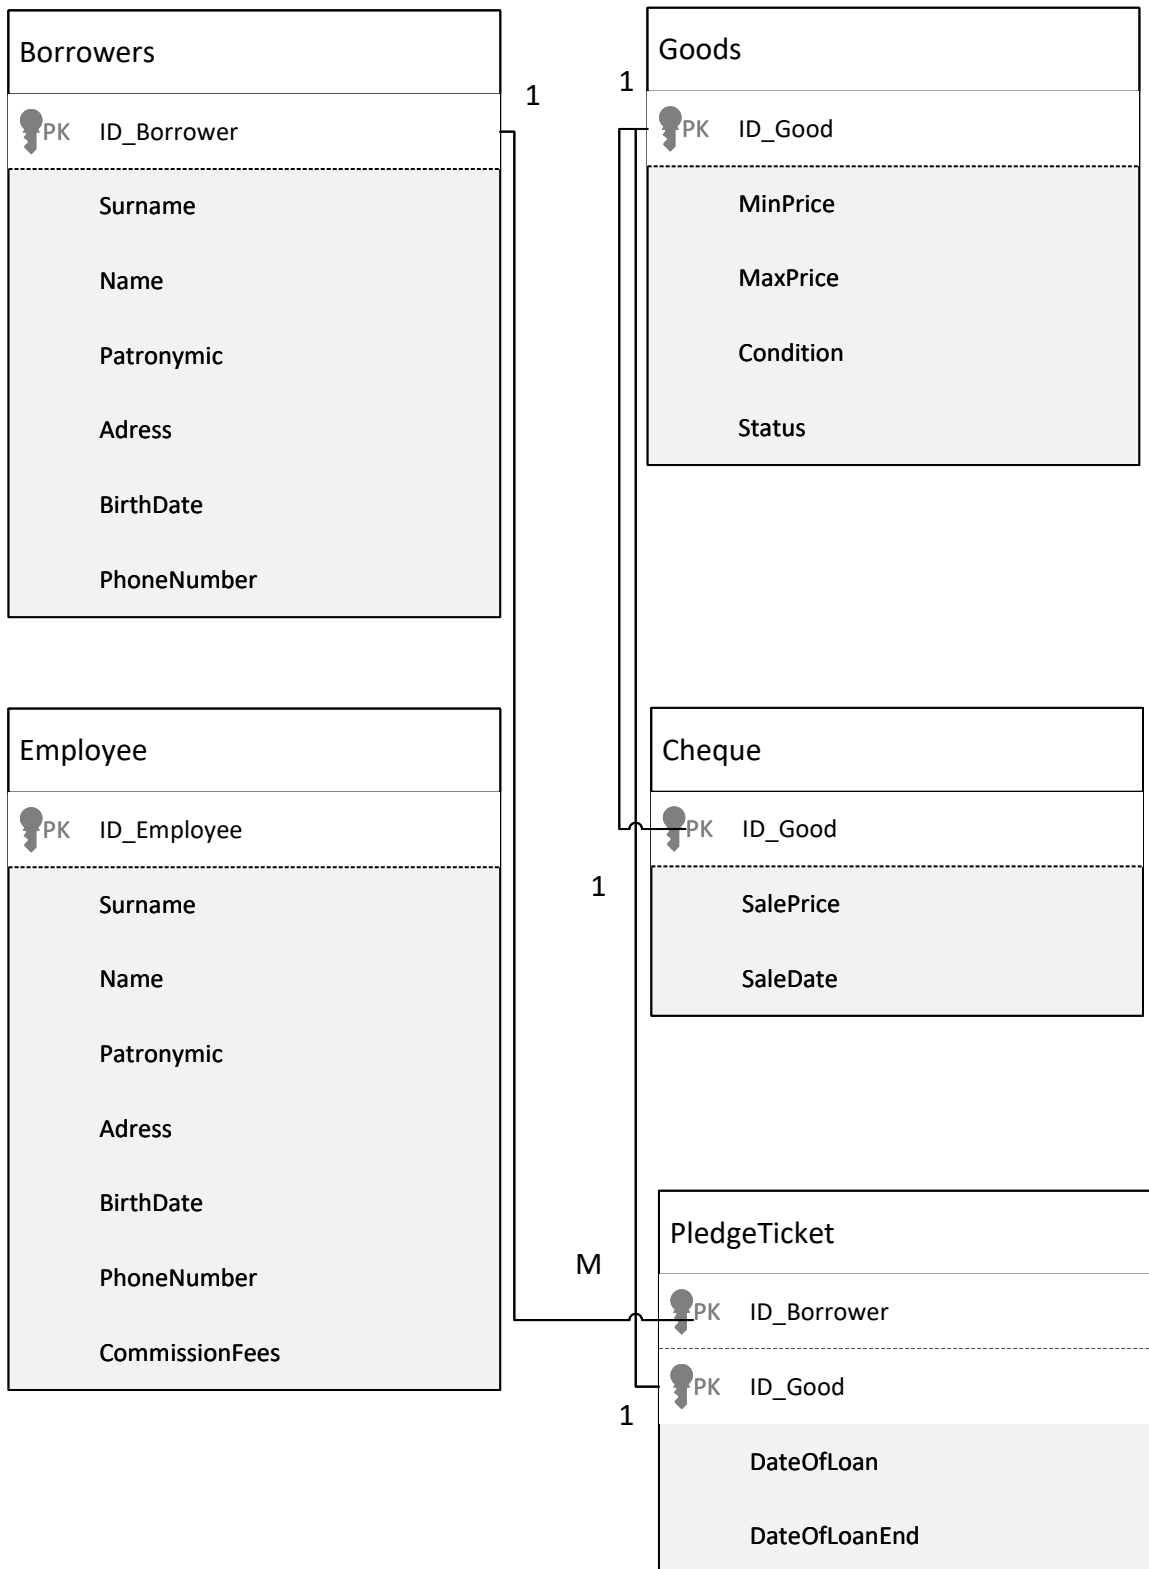 Borrowers
PK ID_Borrower
Surname
Name
Patronymic
Adress
BirthDate
PhoneNumber
1
1
Goods
PK ID_Good
MinPrice
MaxPrice
Condition
Status
Employee
PK ID_Employee
Surname
Name
Patronymic
Adress
BirthDate
PhoneNumber
CommissionFees
Cheque
PK ID_Good
SalePrice
SaleDate
1
M
1
PledgeTicket
PK ID_Borrower
PK ID_Good
DateOfLoan
DateOfLoanEnd